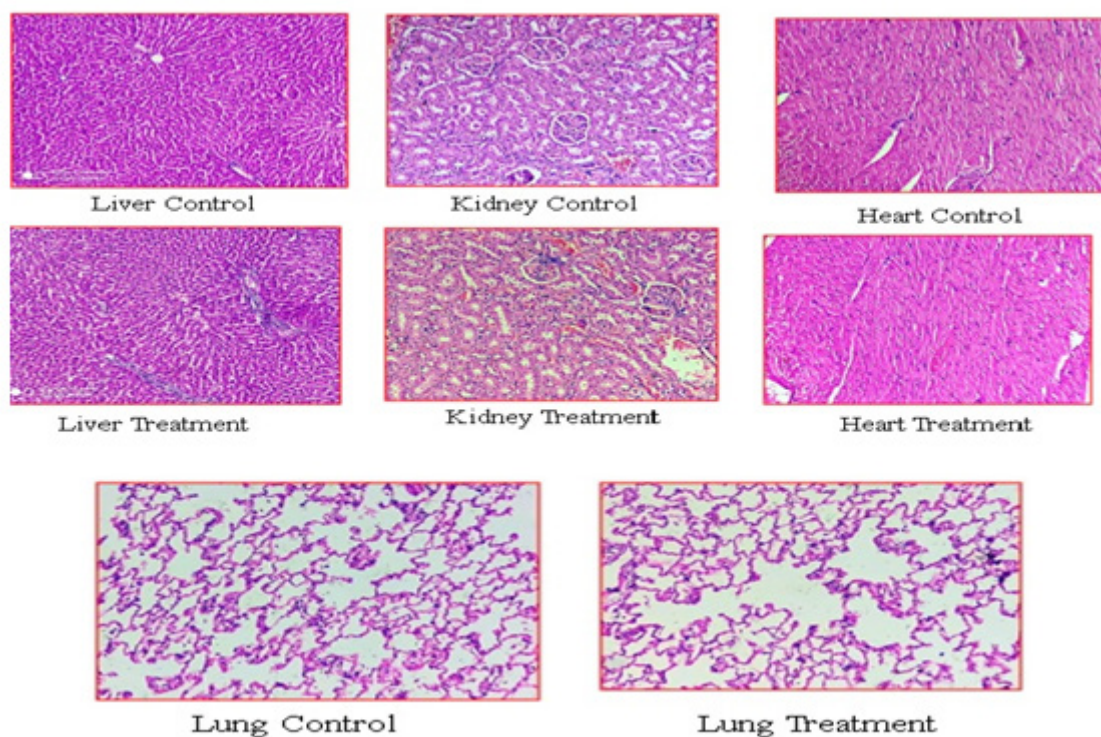 Liver Control
Kidney Control
Heart Control
Liver Treatment
Kidney Treatment
Heart Treatment
Lung Control
Lung Treatment